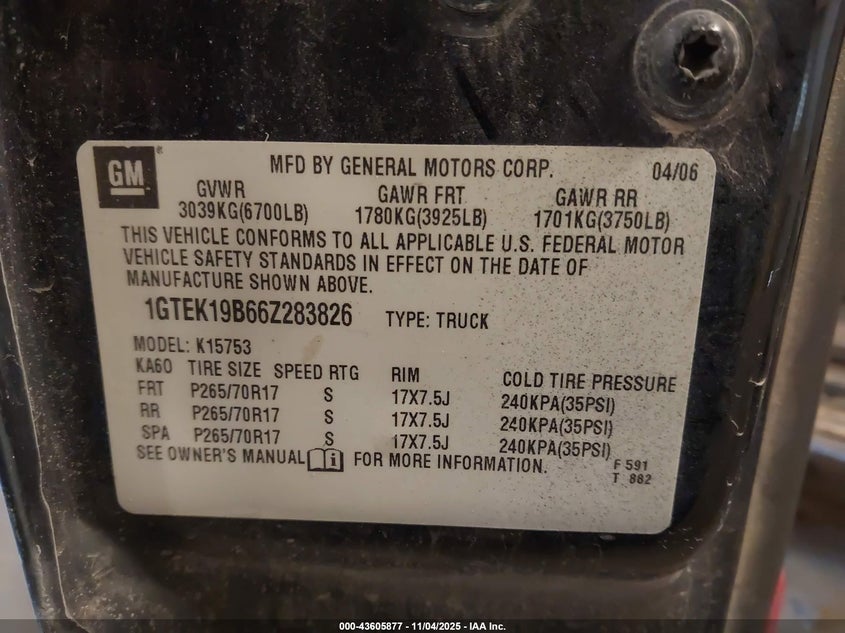 GM
MFD BY GENERAL MOTORS CORP. 04/06
GVWR GAWR FRT GAWR RR
3039KG(6700LB) 1780KG(3925LB) 1701KG(3750LB)
THIS VEHICLE CONFORMS TO ALL APPLICABLE U.S. FEDERAL MOTOR
VEHICLE SAFETY STANDARDS IN EFFECT ON THE DATE OF
MANUFACTURE SHOWN ABOVE.
1GTEK19B66Z283826 TYPE: TRUCK
MODEL: K15753
KA60 TIRE SIZE SPEED RTG RIM COLD TIRE PRESSURE
FRT P265/70R17 S 17X7.5J 240KPA(35PSI)
RR P265/70R17 S 17X7.5J 240KPA(35PSI)
SPA P265/70R17 S 17X7.5J 240KPA(35PSI)
SEE OWNER'S MANUAL i FOR MORE INFORMATION.
F 591
T 882
000-43605877 - 11/04/2025 - IAA Inc.